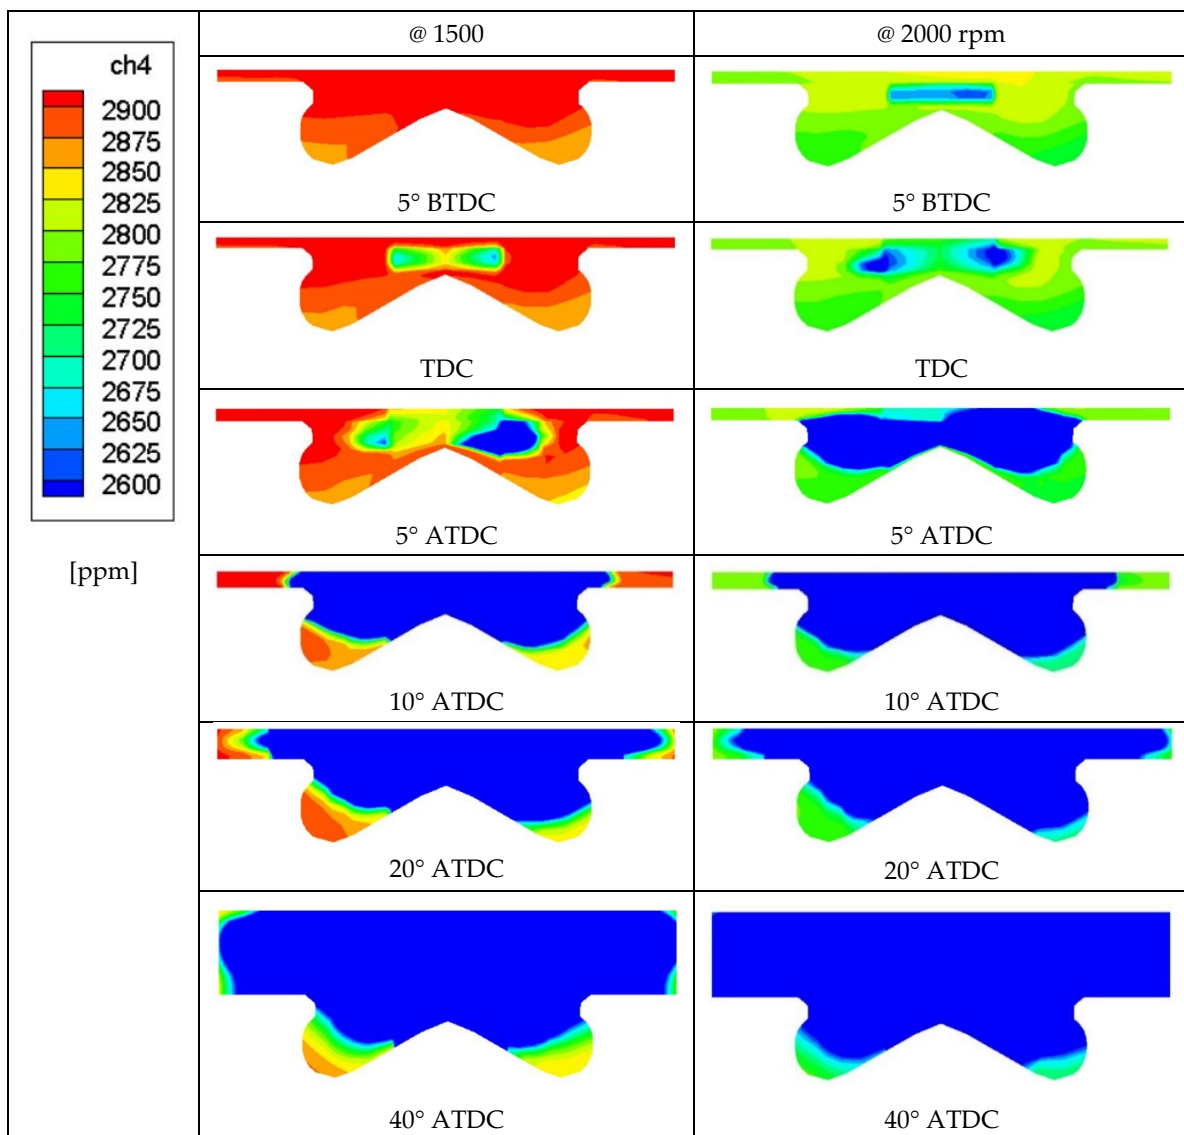 @ 1500
@ 2000 rpm
ch4
2900
2875
2850
2825
2800
2775
2750
2725
2700
2675
2650
2625
2600
[ppm]
5° BTDC
5° BTDC
TDC
TDC
5° ATDC
5° ATDC
10° ATDC
10° ATDC
20° ATDC
20° ATDC
40° ATDC
40° ATDC